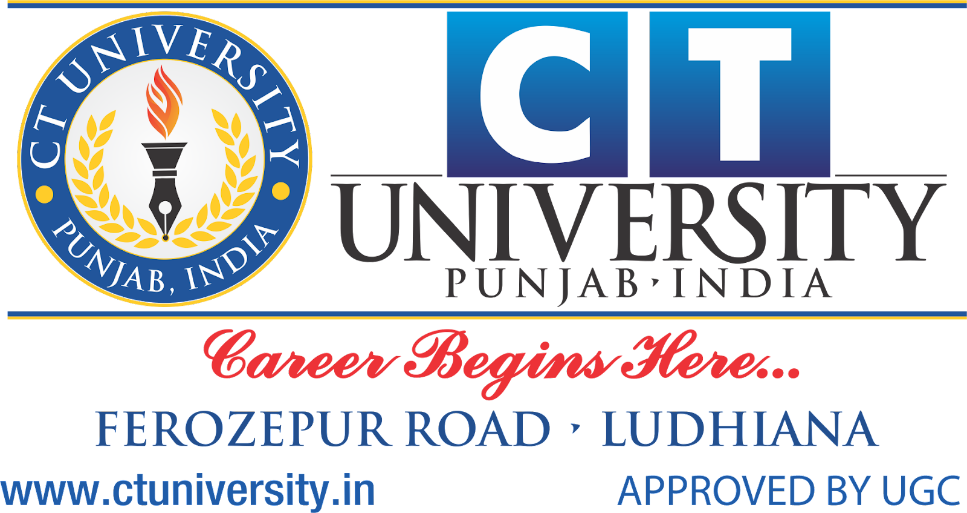 CT UNIVERSITY
PUNJAB, INDIA
CT
UNIVERSITY
PUNJAB · INDIA
Career Begins Here...
FEROZEPUR ROAD · LUDHIANA
www.ctuniversity.in
APPROVED BY UGC